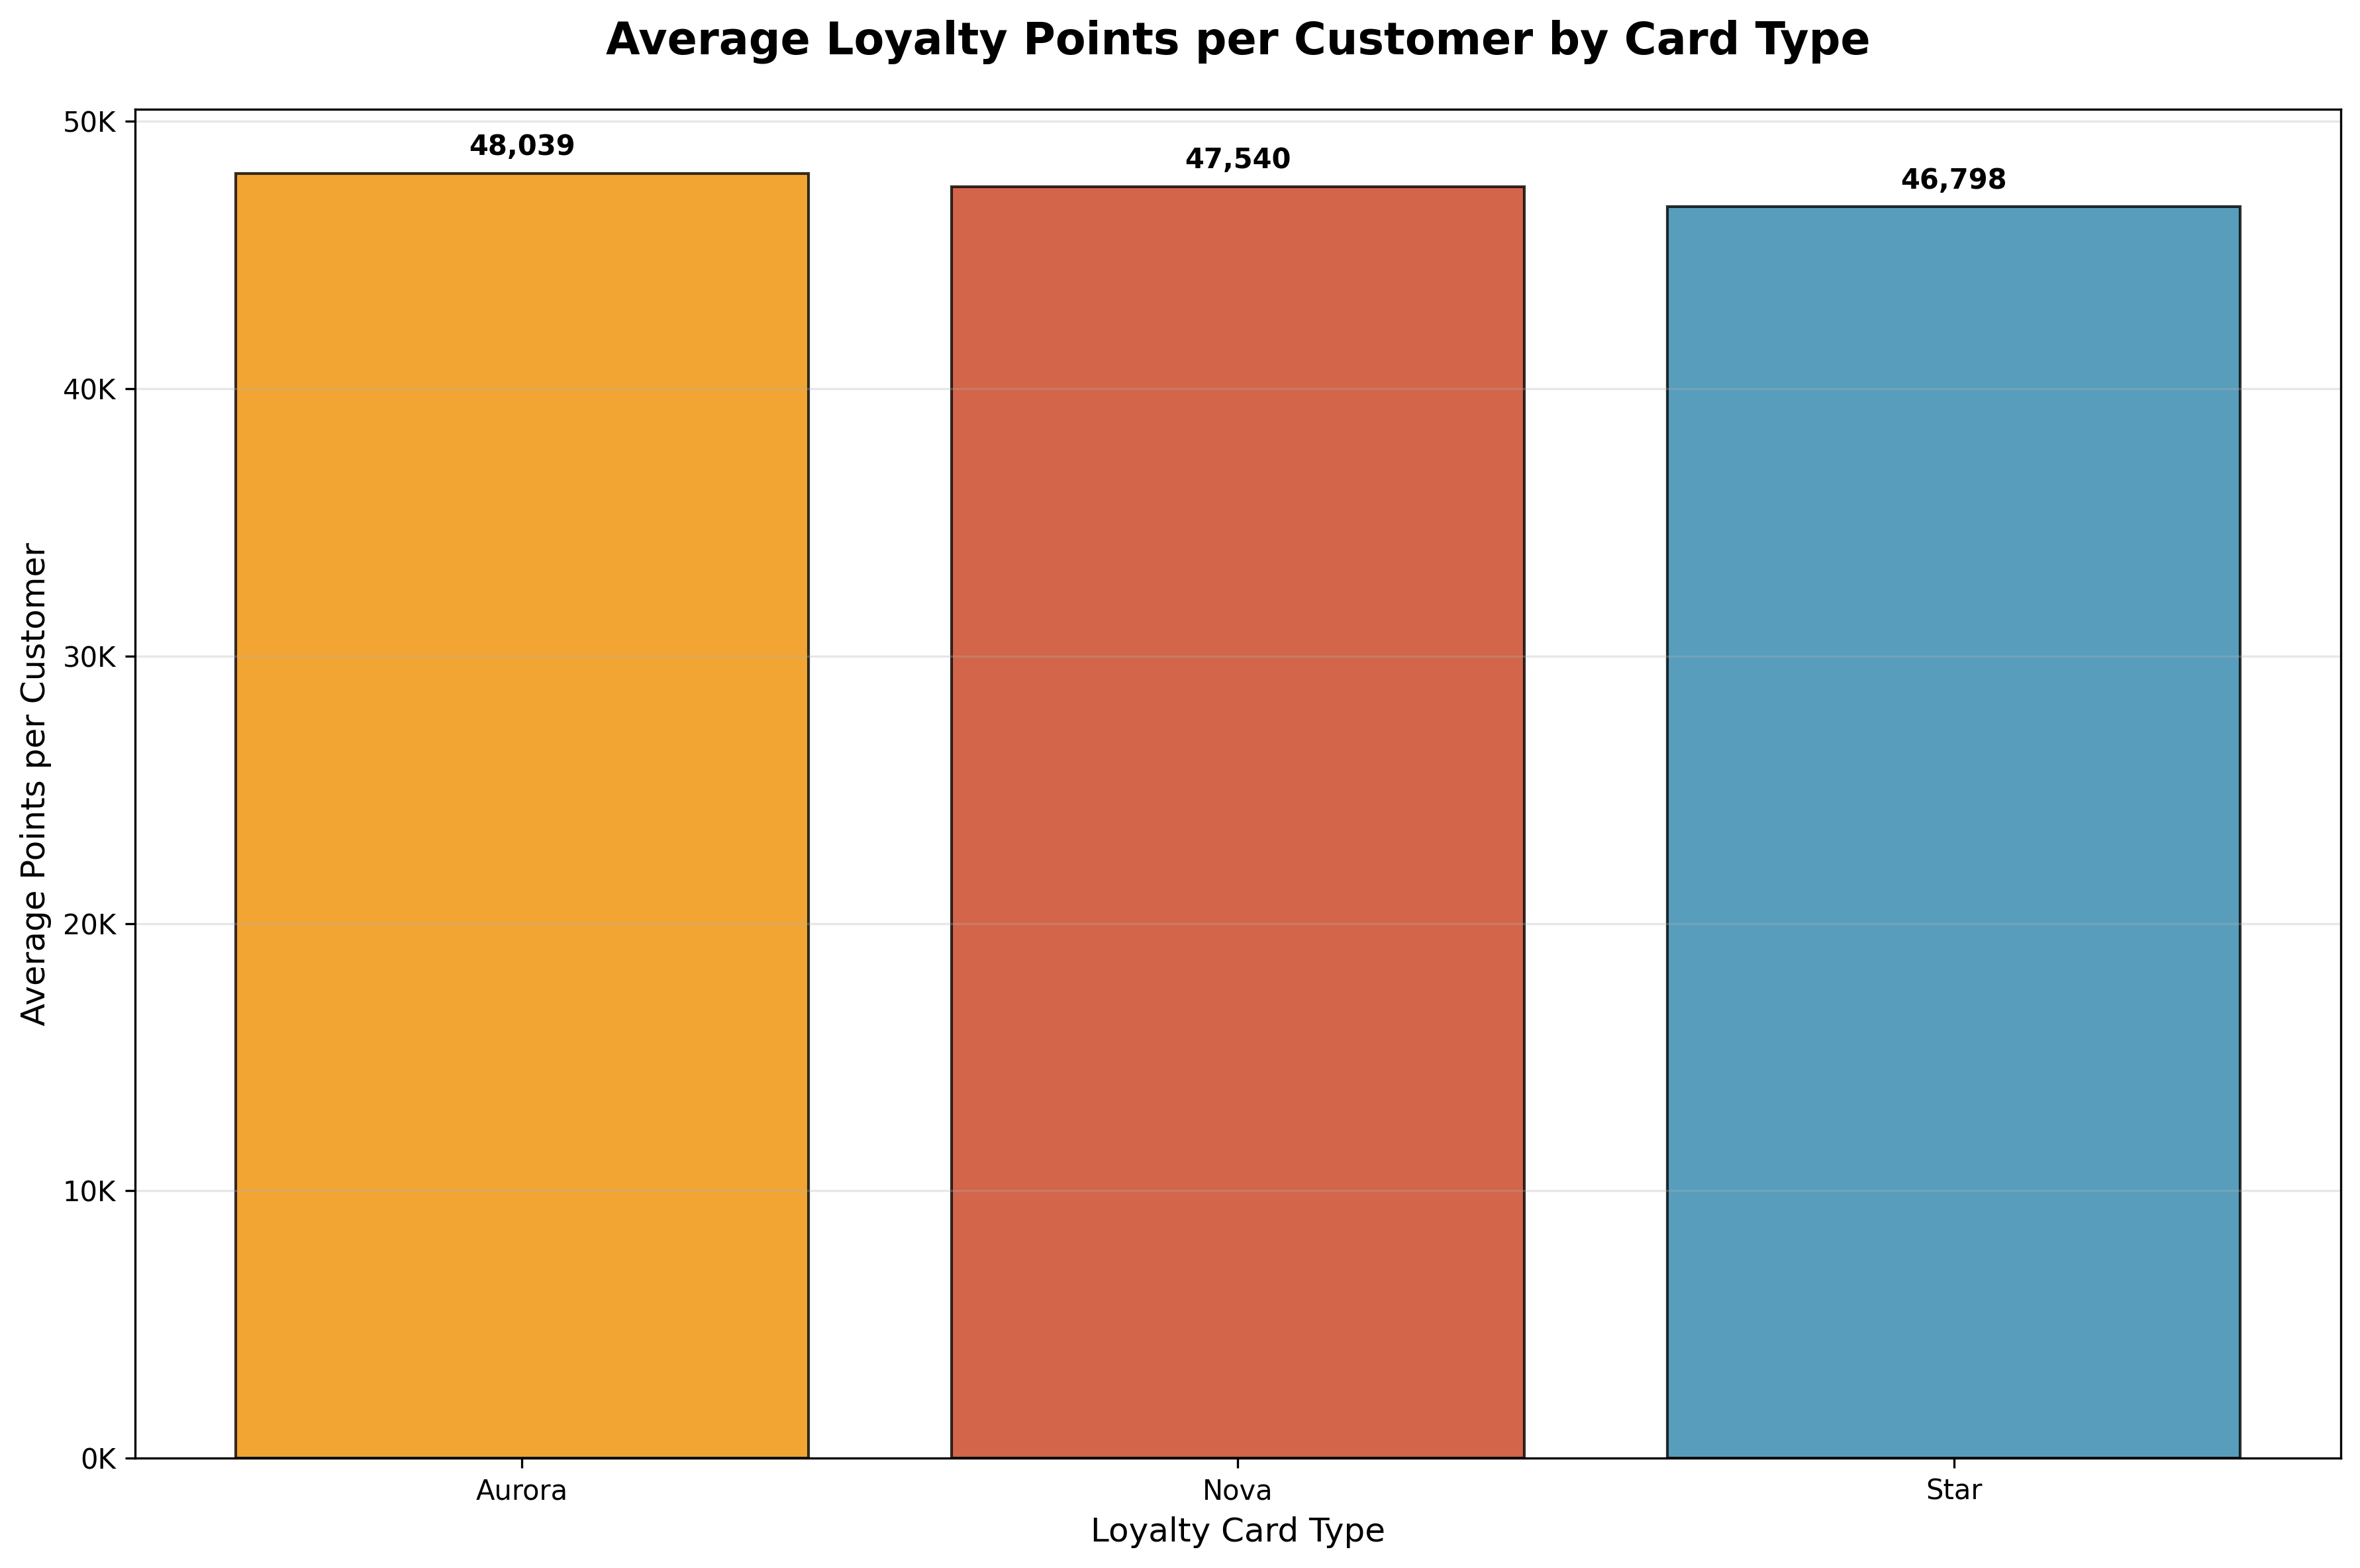 Average Loyalty Points per Customer by Card Type
50K
40K
30K
20K
10K
0K
Average Points per Customer
48,039
47,540
46,798
Aurora
Nova
Star
Loyalty Card Type